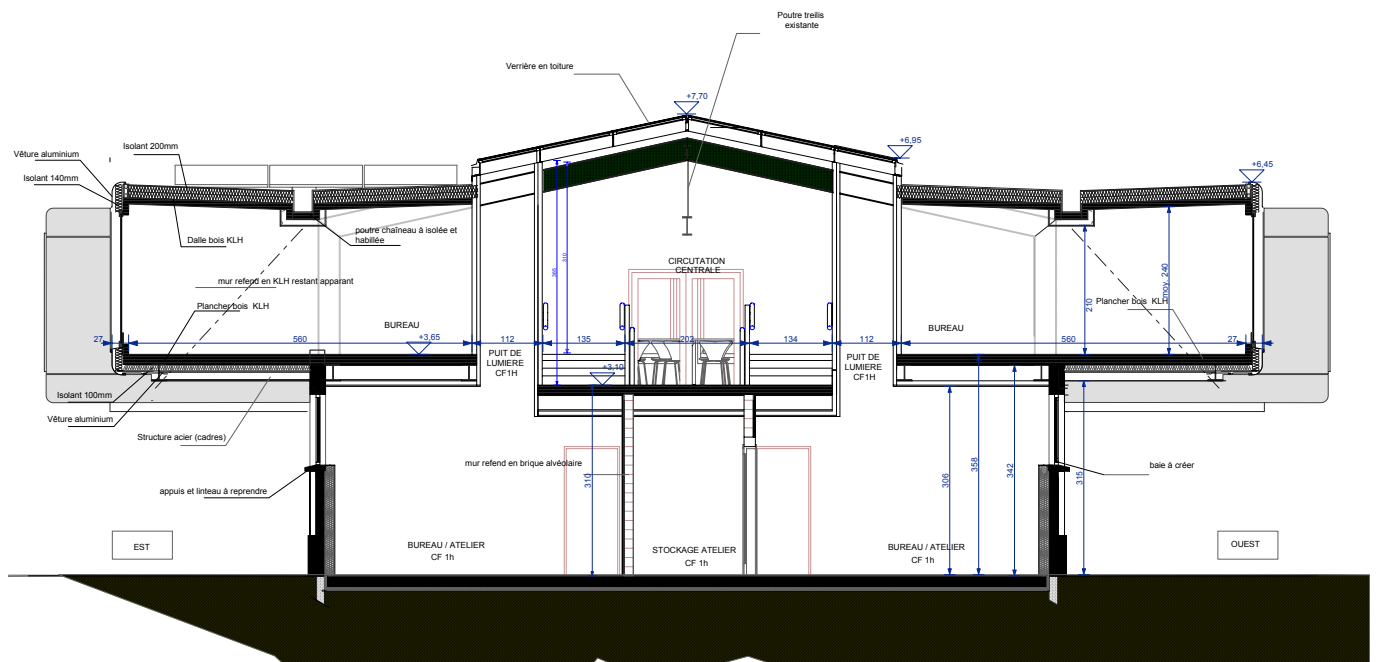 Poutre treilis
existante
Verrière en toiture
+7,70
+6,95
+6,45
Isolant 200mm
Vêture aluminium
Isolant 140mm
Dalle bois KLH
poutre chaîneau à isolée et
habillée
mur refend en KLH restant apparant
Plancher bois KLH
CIRCUTATION
CENTRALE
365
310
210
moy. 240
Plancher bois KLH
BUREAU
BUREAU
27
560
+3,65
112
135
202
134
112
560
27
PUIT DE
LUMIERE
CF1H
PUIT DE
LUMIERE
CF1H
+3,10
Isolant 100mm
Vêture aluminium
Structure acier (cadres)
mur refend en brique alvéolaire
appuis et linteau à reprendre
baie à créer
310
306
358
342
315
EST
BUREAU / ATELIER
CF 1h
STOCKAGE ATELIER
CF 1h
BUREAU / ATELIER
CF 1h
OUEST